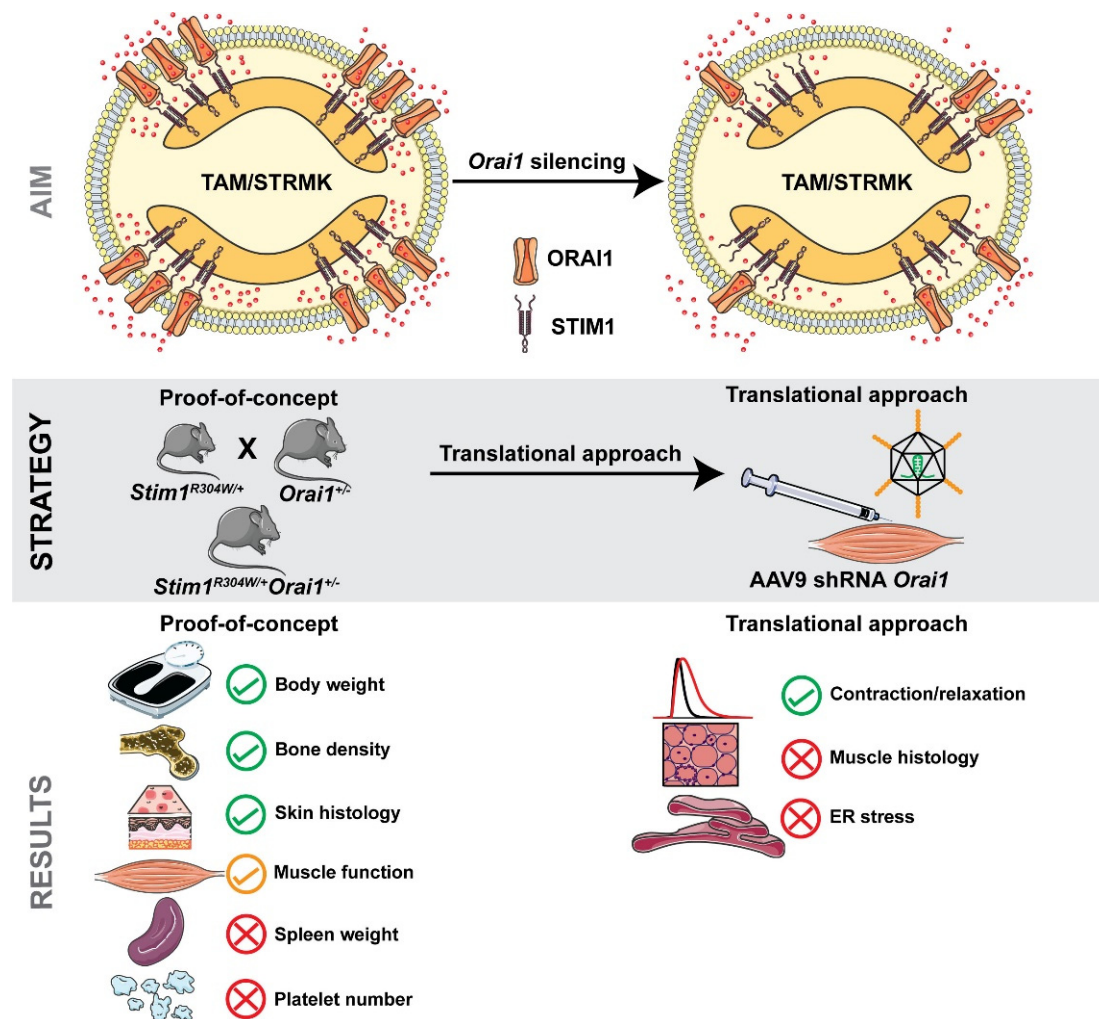 AIM
TAM/STRMK
Orai1 silencing
TAM/STRMK
ORAI1
STIM1
STRATEGY
Proof-of-concept
X
Stim1R304W/+
Orai1+/-
Stim1R304W/+Orai1+/-
Translational approach
Translational approach
AAV9 shRNA Orai1
RESULTS
Proof-of-concept
Body weight
Bone density
Skin histology
Muscle function
Spleen weight
Platelet number
Translational approach
Contraction/relaxation
Muscle histology
ER stress